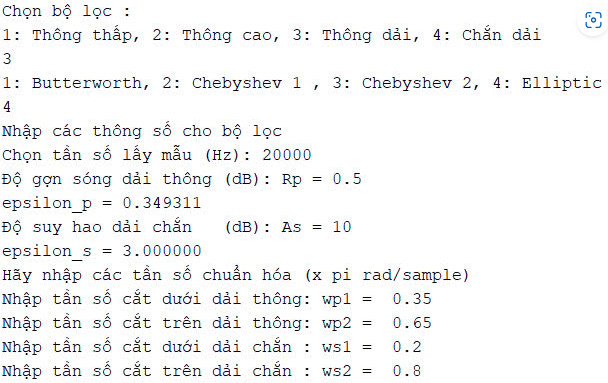 Chọn bộ lọc :
1: Thông thấp, 2: Thông cao, 3: Thông dải, 4: Chắn dải
3
1: Butterworth, 2: Chebyshev 1 , 3: Chebyshev 2, 4: Elliptic
4
Nhập các thông số cho bộ lọc
Chọn tần số lấy mẫu (Hz): 20000
Độ gợn sóng dải thông (dB): Rp = 0.5
epsilon_p = 0.349311
Độ suy hao dải chắn   (dB): As = 10
epsilon_s = 3.000000
Hãy nhập các tần số chuẩn hóa (x pi rad/sample)
Nhập tần số cắt dưới dải thông: wp1 =  0.35
Nhập tần số cắt trên dải thông: wp2 =  0.65
Nhập tần số cắt dưới dải chắn : ws1 =  0.2
Nhập tần số cắt trên dải chắn : ws2 =  0.8